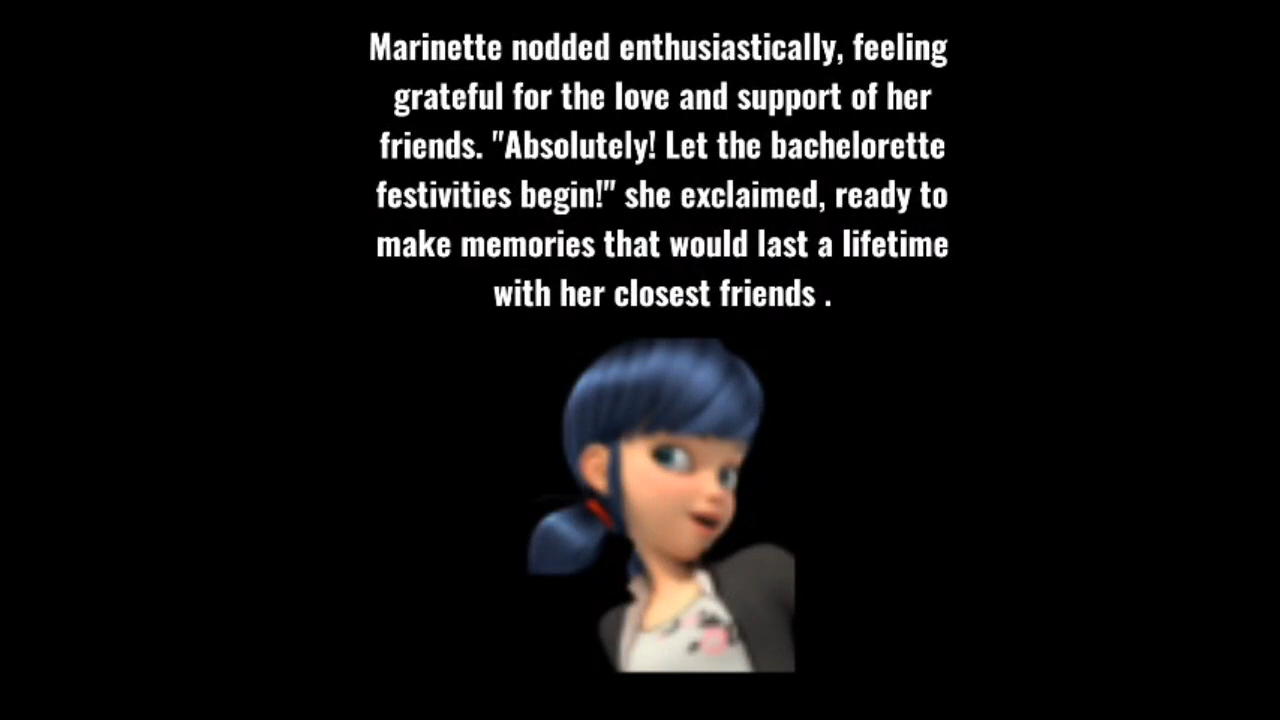 Marinette nodded enthusiastically, feeling
grateful for the love and support of her
friends. "Absolutely! Let the bachelorette
festivities begin!" she exclaimed, ready to
make memories that would last a lifetime
with her closest friends .